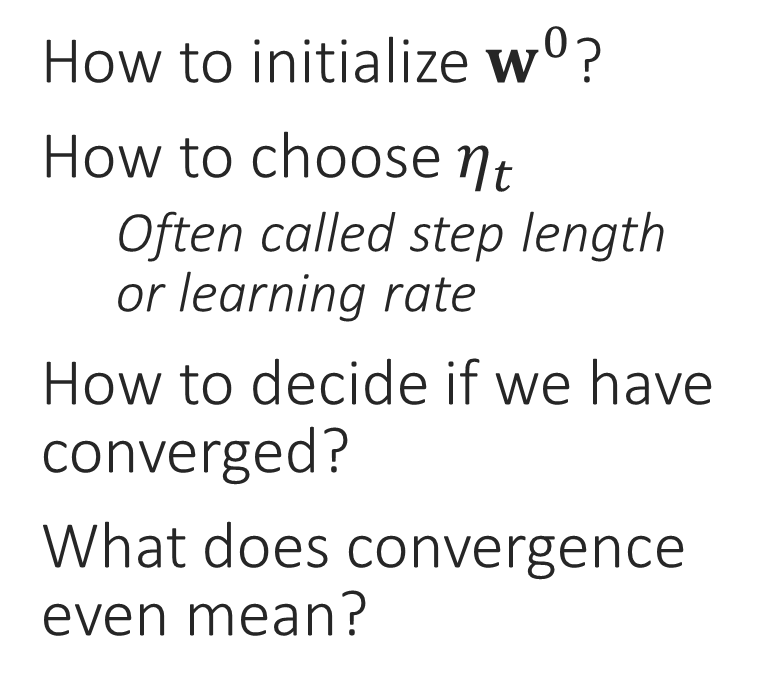 How to initialize 𝐰⁰?
How to choose 𝜂ₜ
Often called step length
or learning rate
How to decide if we have
converged?
What does convergence
even mean?